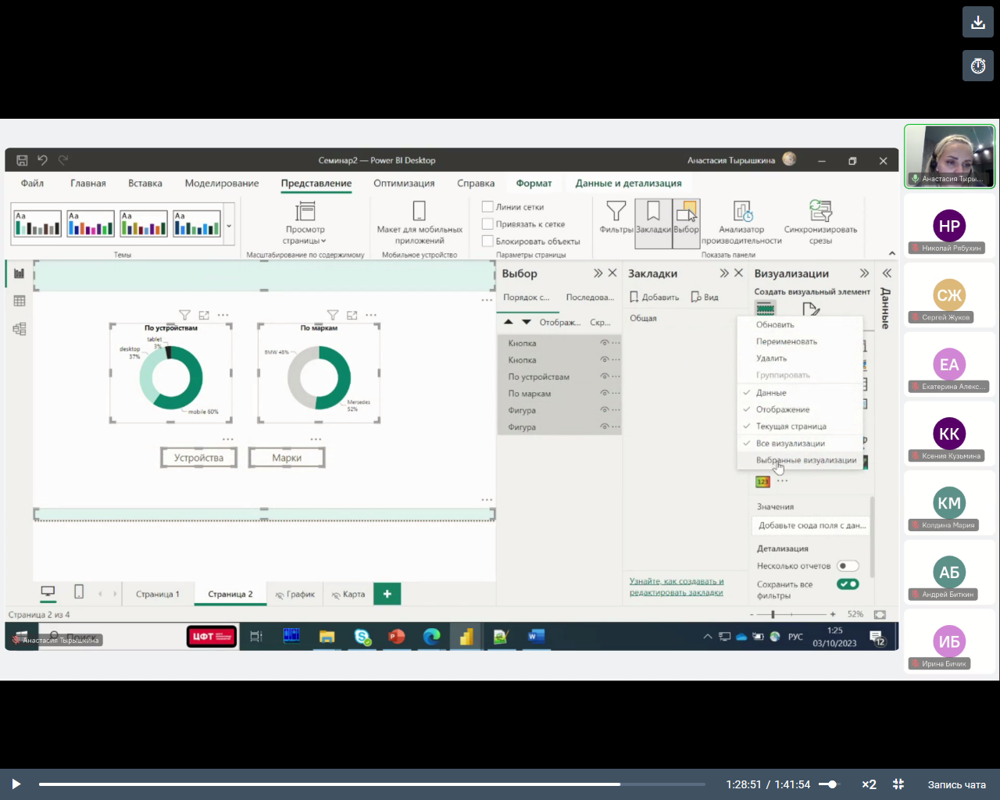 Семинар2 — Power BI Desktop
Анастасия Тырышкина
Файл Главная Вставка Моделирование Представление Оптимизация Справка Формат Данные и детализация
Aa Aa Aa Aa
Темы
Просмотр страницы
Масштабирование по содержимому
Макет для мобильных приложений
Мобильное устройство
Линии сетки
Привязать к сетке
Блокировать объекты
Параметры страницы
Фильтры
Закладки
Выбор
Анализатор производительности
Синхронизировать срезы
Показать панели
По устройствам
tablet 3%
desktop 37%
mobile 60%
По маркам
BMW 48%
Mersedes 52%
Устройства
Марки
Выбор
Порядок с... Последова...
Отображ... Скр...
Кнопка
Кнопка
По устройствам
По маркам
Фигура
Фигура
Закладки
Добавить Вид
Общая
Узнайте, как создавать и редактировать закладки
Визуализации
Создать визуальный элемент
Данные
Обновить
Переименовать
Удалить
Группировать
Данные
Отображение
Текущая страница
Все визуализации
Выбранные визуализации
123
Значения
Добавьте сюда поля с дан...
Детализация
Несколько отчетов
Сохранить все фильтры
Страница 1 Страница 2 График Карта +
Страница 2 из 4
52%
Поиск
Анастасия Тырышкина
ЦФТ
РУС
1:25
03/10/2023
12
Анастасия Тыры...
НР
Николай Рябухин
СЖ
Сергей Жуков
ЕА
Екатерина Алекс...
КК
Ксения Кузьмина
КМ
Колдина Мария
АБ
Андрей Биткин
ИБ
Ирина Бичик
1:28:51 / 1:41:54
×2
Запись чата